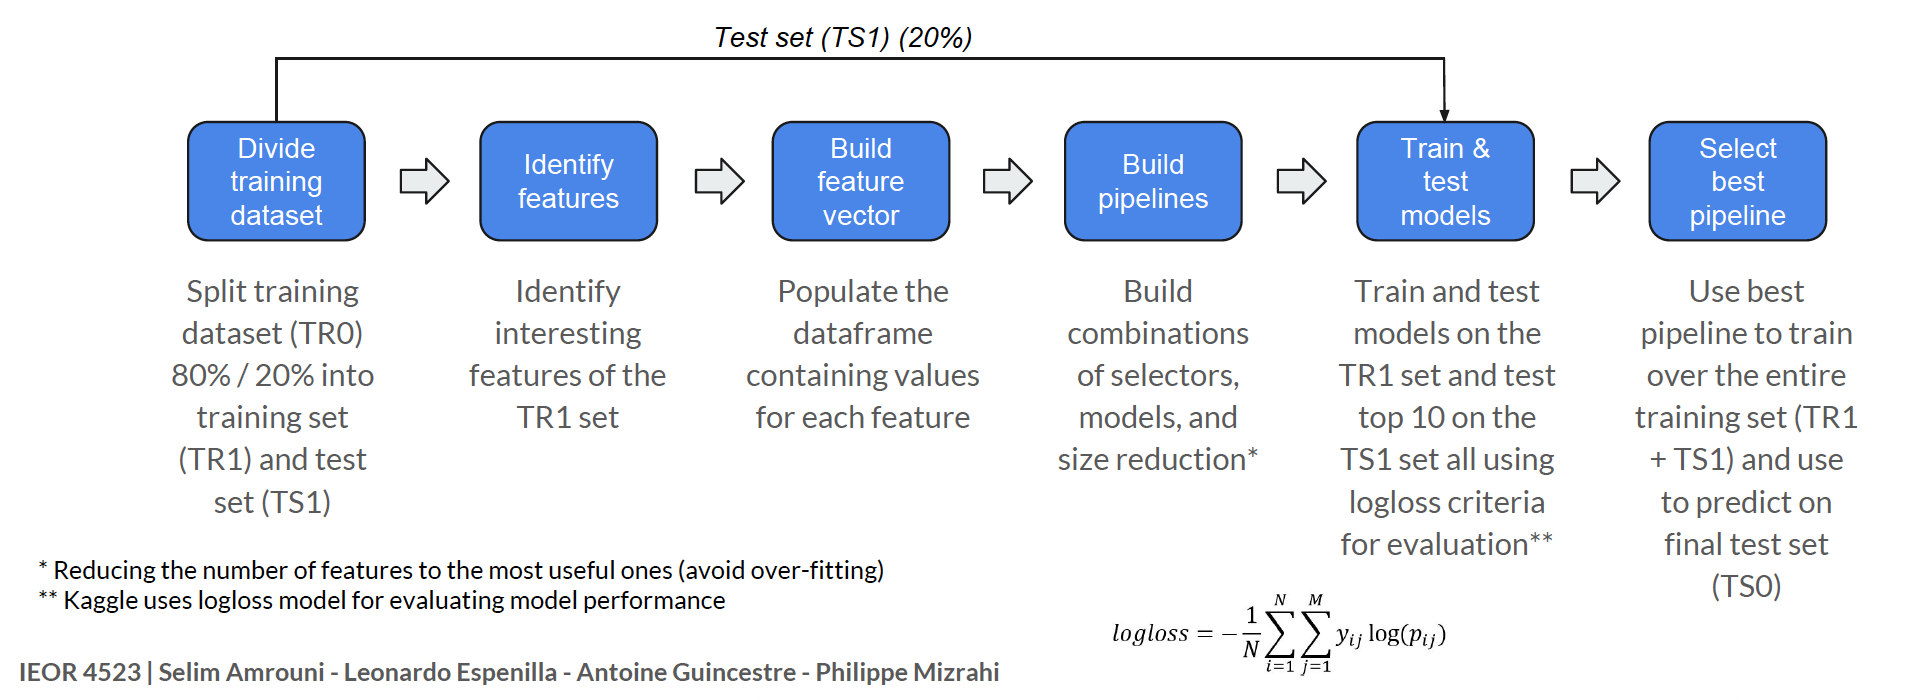 Test set (TS1) (20%)
Divide
training
dataset
Identify
features
Build
feature
vector
Build
pipelines
Train &
test
models
Select
best
pipeline
Split training
dataset (TR0)
80% / 20% into
training set
(TR1) and test
set (TS1)
Identify
interesting
features of the
TR1 set
Populate the
dataframe
containing values
for each feature
Build
combinations
of selectors,
models, and
size reduction*
Train and test
models on the
TR1 set and test
top 10 on the
TS1 set all using
logloss criteria
for evaluation**
Use best
pipeline to train
over the entire
training set (TR1
+ TS1) and use
to predict on
final test set
(TS0)
* Reducing the number of features to the most useful ones (avoid over-fitting)
** Kaggle uses logloss model for evaluating model performance
logloss = -\frac{1}{N}\sum_{i=1}^{N}\sum_{j=1}^{M} y_{ij} log(p_{ij})
IEOR 4523 | Selim Amrouni - Leonardo Espenilla - Antoine Guincestre - Philippe Mizrahi